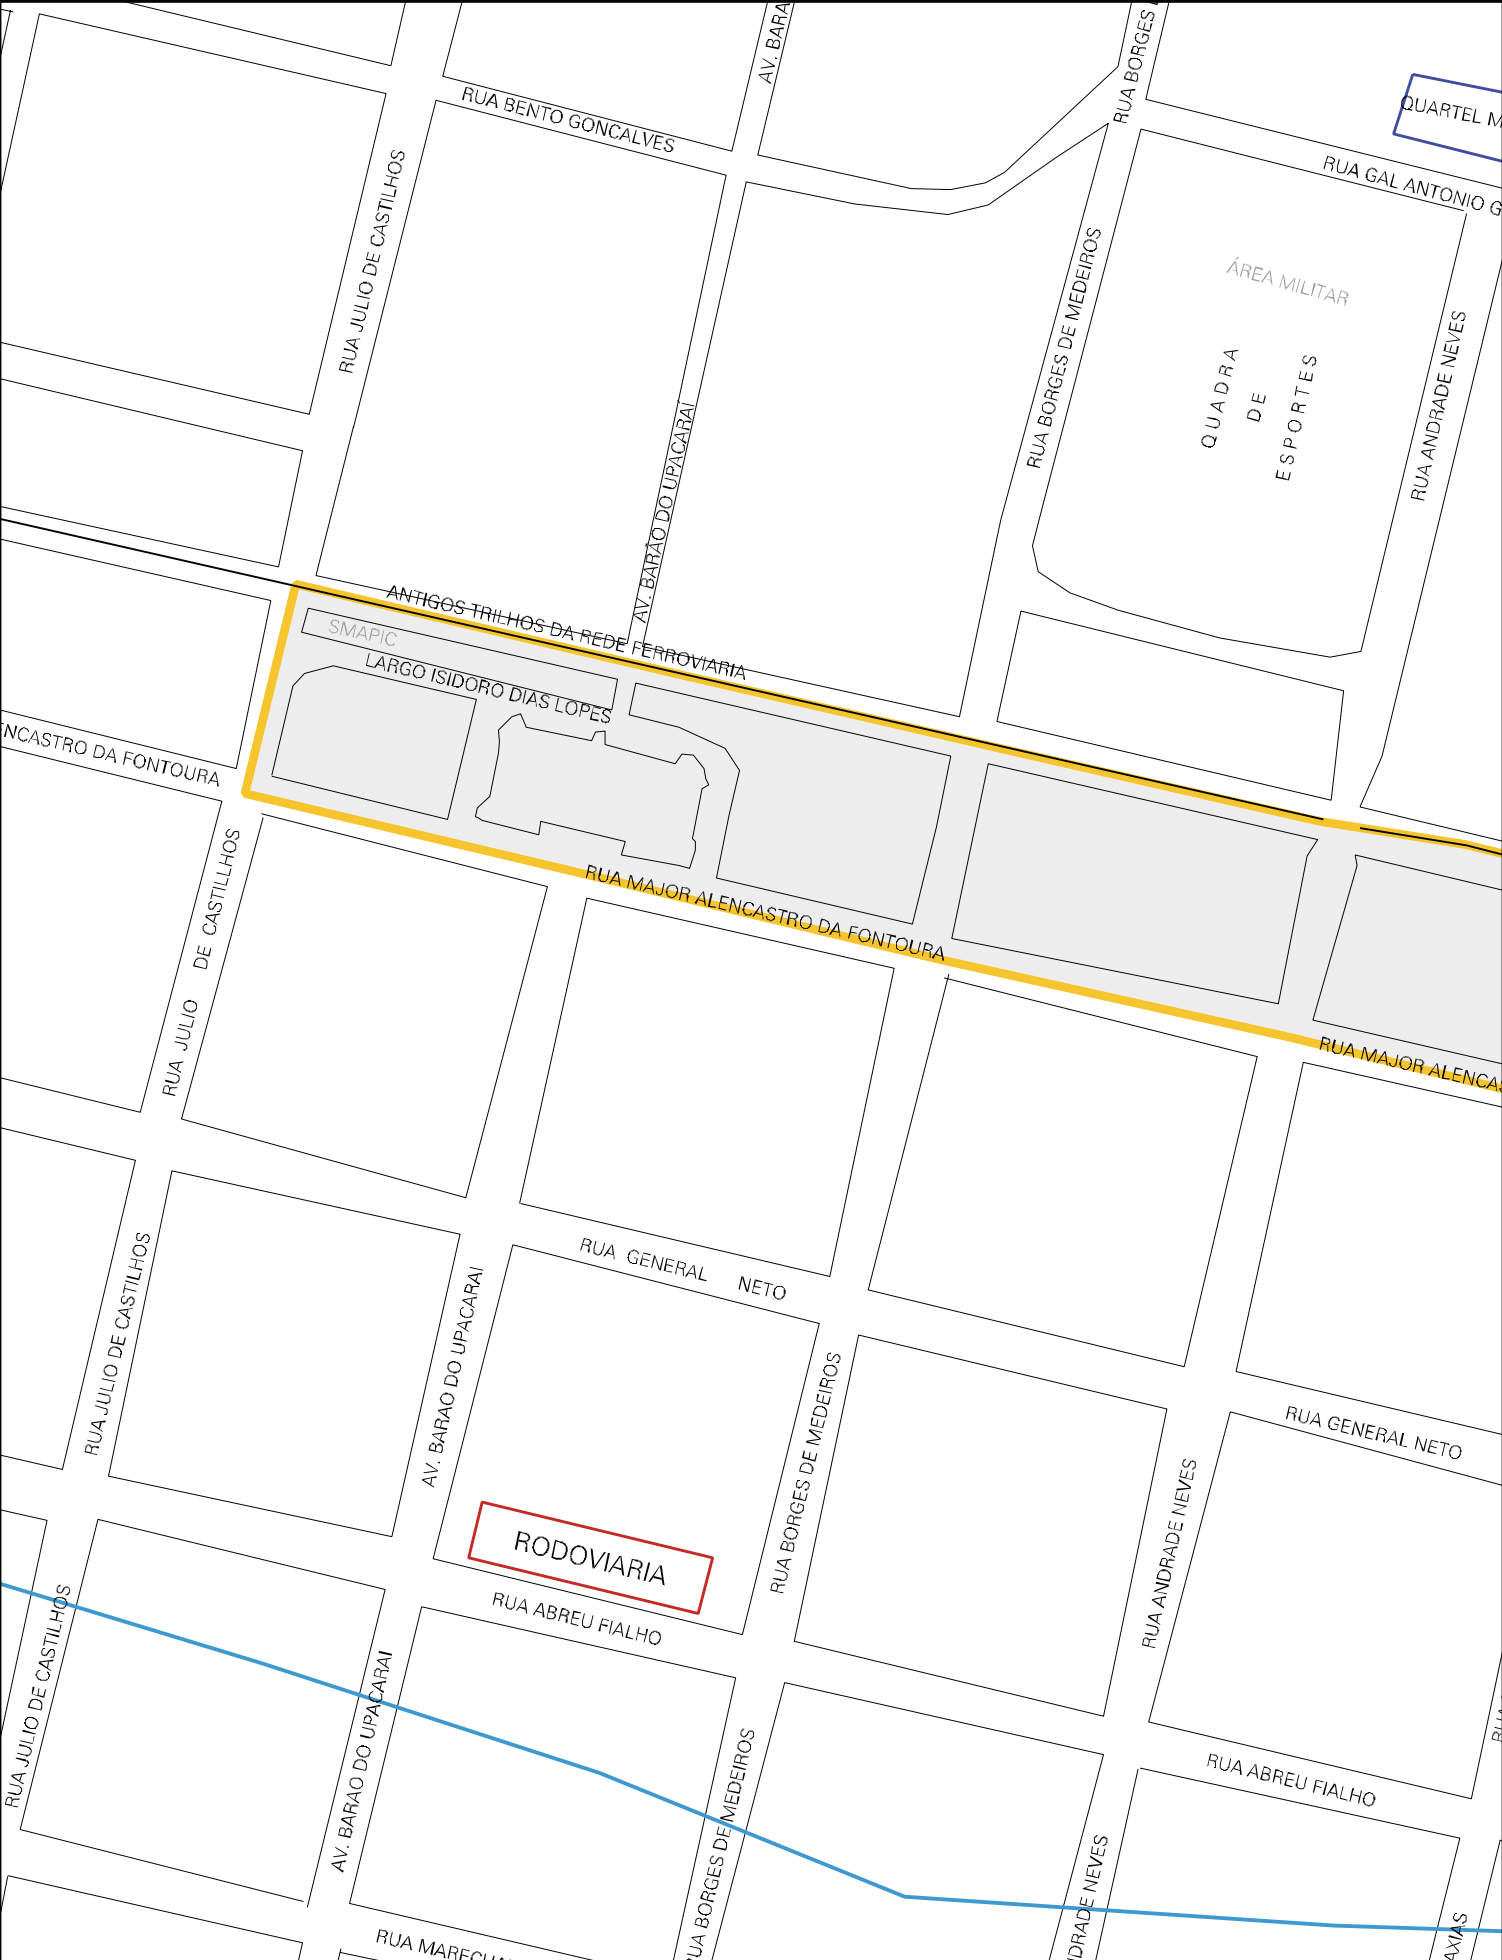 AV. BARA
RUA BORGES
QUARTEL M
RUA BENTO GONCALVES
RUA GAL ANTONIO G
RUA JULIO DE CASTILHOS
RUA BORGES DE MEDEIROS
ÁREA MILITAR
QUADRA
DE
ESPORTES
RUA ANDRADE NEVES
AV. BARÃO DO UPACARAÍ
ANTIGOS TRILHOS DA REDE FERROVIARIA
SMAPIC
LARGO ISIDORO DIAS LOPES
ENCASTRO DA FONTOURA
RUA JULIO DE CASTILLHOS
RUA MAJOR ALENCASTRO DA FONTOURA
RUA MAJOR ALENCAS
RUA GENERAL NETO
RUA JULIO DE CASTILHOS
AV. BARAO DO UPACARAI
RUA BORGES DE MEDEIROS
RUA GENERAL NETO
RUA ANDRADE NEVES
RODOVIARIA
RUA ABREU FIALHO
RUA JULIO DE CASTILHOS
AV. BARAO DO UPACARAI
RUA BORGES DE MEDEIROS
RUA ABREU FIALHO
DRADE NEVES
AXIAS
RUA MARECHA